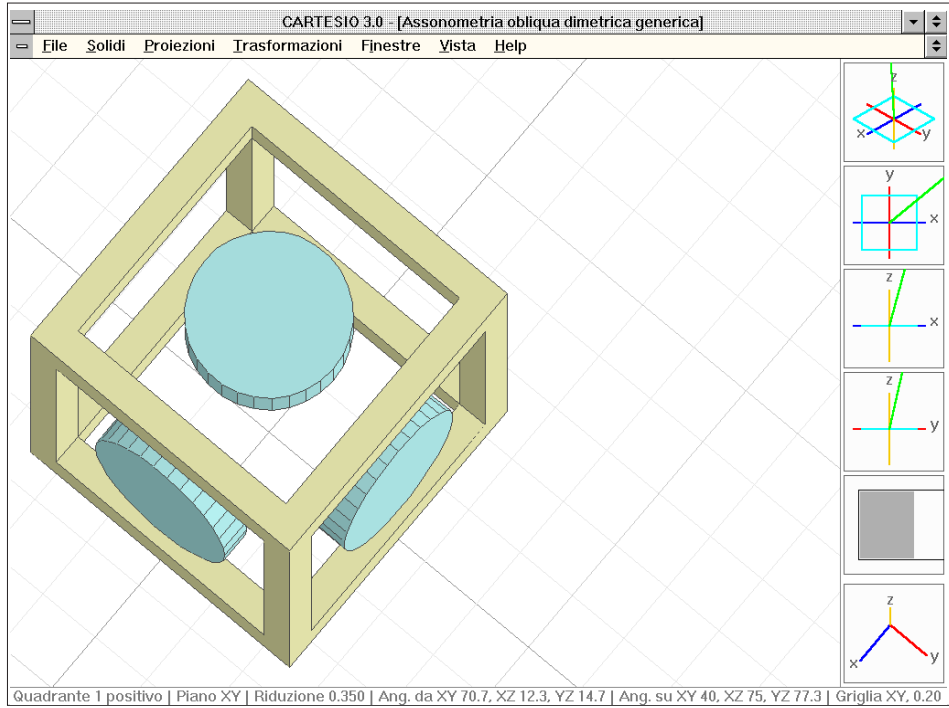 CARTESIO 3.0 - [Assonometria obliqua dimetrica generica]
File Solidi Proiezioni Trasformazioni Finestre Vista Help
z
x y
y
x
z
x
z
y
z
x y
Quadrante 1 positivo | Piano XY | Riduzione 0.350 | Ang. da XY 70.7, XZ 12.3, YZ 14.7 | Ang. su XY 40, XZ 75, YZ 77.3 | Griglia XY, 0.20